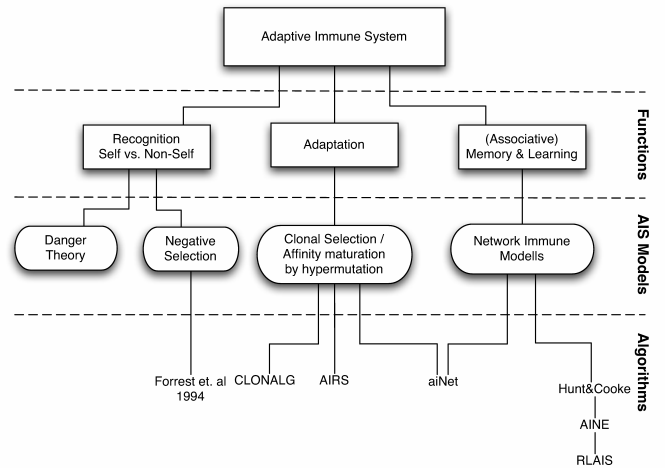 Adaptive Immune System
Functions
Recognition
Self vs. Non-Self
Adaptation
(Associative)
Memory & Learning
AIS Models
Danger
Theory
Negative
Selection
Clonal Selection /
Affinity maturation
by hypermutation
Network Immune
Modells
Algorithms
Forrest et. al
1994
CLONALG
AIRS
aiNet
Hunt&Cooke
AINE
RLAIS